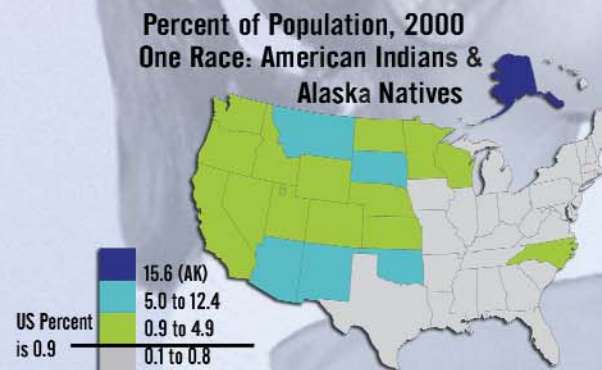 Percent of Population, 2000
One Race: American Indians &
Alaska Natives
15.6 (AK)
5.0 to 12.4
US Percent
0.9 to 4.9
is 0.9
0.1 to 0.8